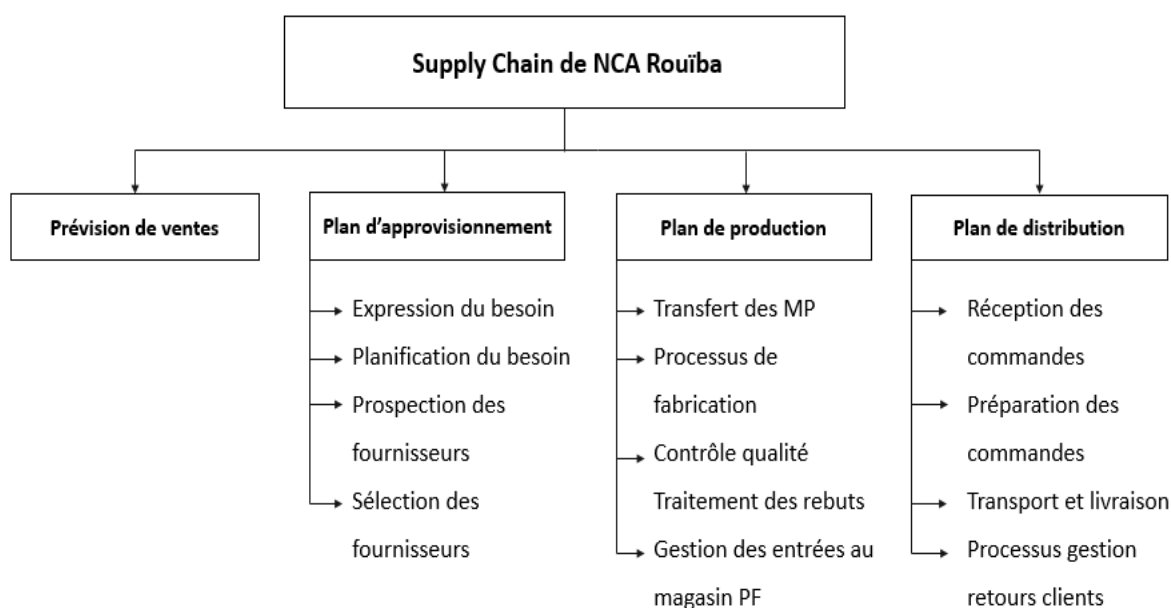 Supply Chain de NCA Rouïba
Prévision de ventes
Plan d’approvisionnement
Expression du besoin
Planification du besoin
Prospection des
fournisseurs
Sélection des
fournisseurs
Plan de production
Transfert des MP
Processus de
fabrication
Contrôle qualité
Traitement des rebuts
Gestion des entrées au
magasin PF
Plan de distribution
Réception des
commandes
Préparation des
commandes
Transport et livraison
Processus gestion
retours clients